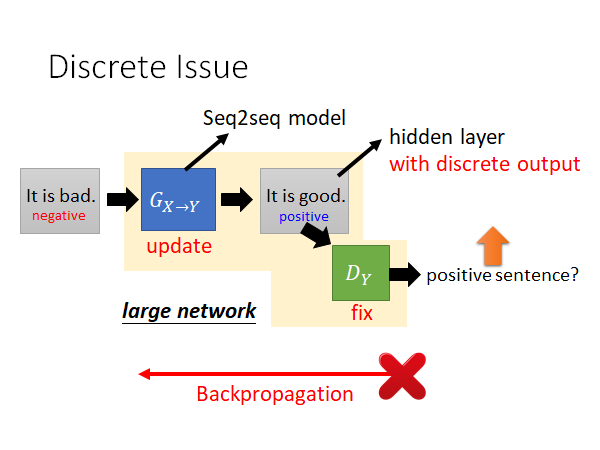 Discrete Issue
Seq2seq model
hidden layer
with discrete output
It is bad.
negative
G_{X→Y}
It is good.
positive
update
D_Y
positive sentence?
large network
fix
Backpropagation